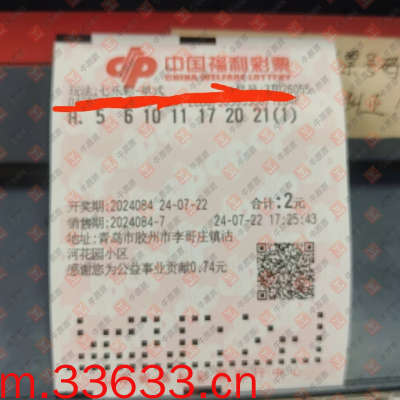 中国福利彩票
CHINA WELFARE LOTTERY
玩法:七乐彩-单式
H. 5 6 10 11 17 20 21(1)
开奖期:2024084 24-07-22 合计:2元
销售期:2024084-7 24-07-22 17:25:43
地址:青岛市胶州市李哥庄镇沽
河花园小区
感谢您为公益事业贡献0.74元
m.33633.cn